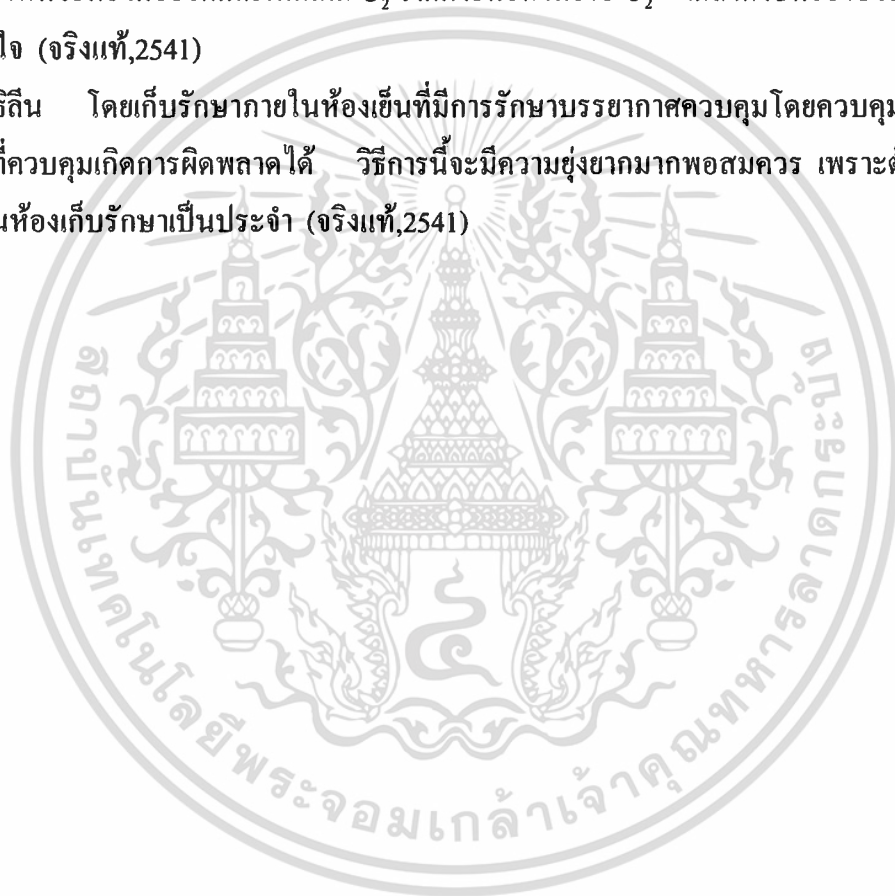 ใจ (จริงแท้,2541)
ธิลีน โดยเก็บรักษาภายในห้องเย็นที่มีการรักษาบรรยากาศควบคุมโดยควบคุม
ที่ควบคุมเกิดการผิดพลาดได้ วิธีการนี้จะมีความยุ่งยากมากพอสมควร เพราะ
นห้องเก็บรักษาเป็นประจำ (จริงแท้,2541)
สถาบันเทคโนโลยีพระจอมเกล้าเจ้าคุณทหารลาดกระบัง